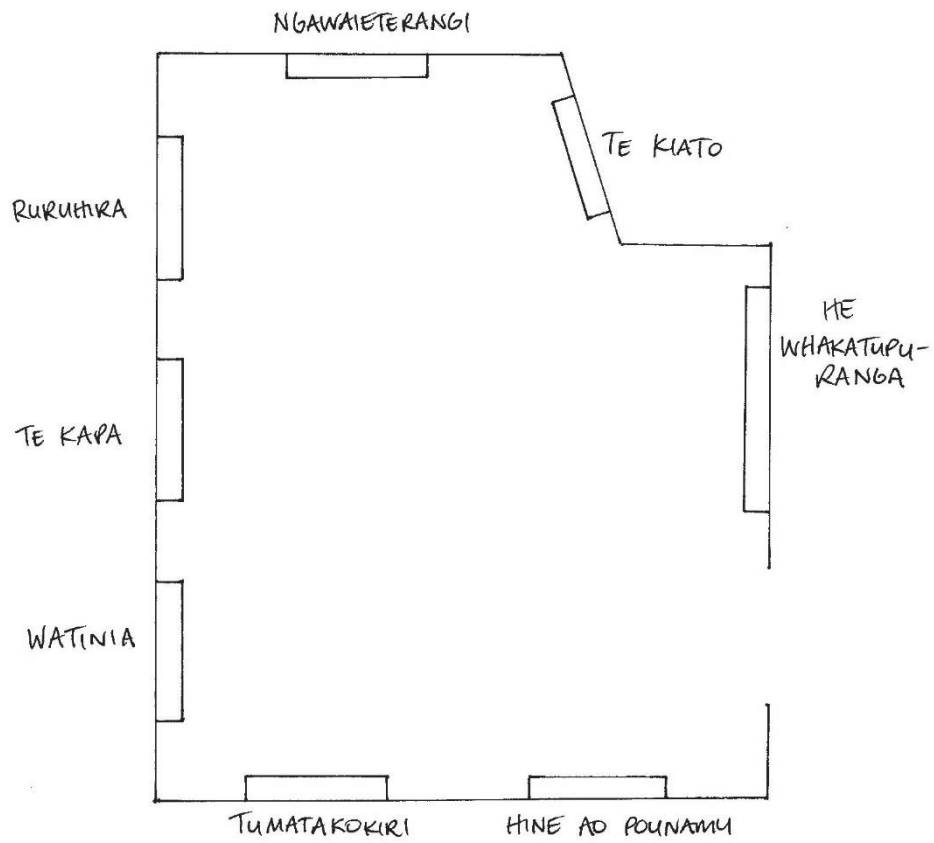 NGAWAIETERANGI
TE KIATO
RURUHIRA
HE
WHAKATUPU-
RANGA
TE KAPA
WATINIA
TUMATAKOKIRI
HINE AO POUNAMU